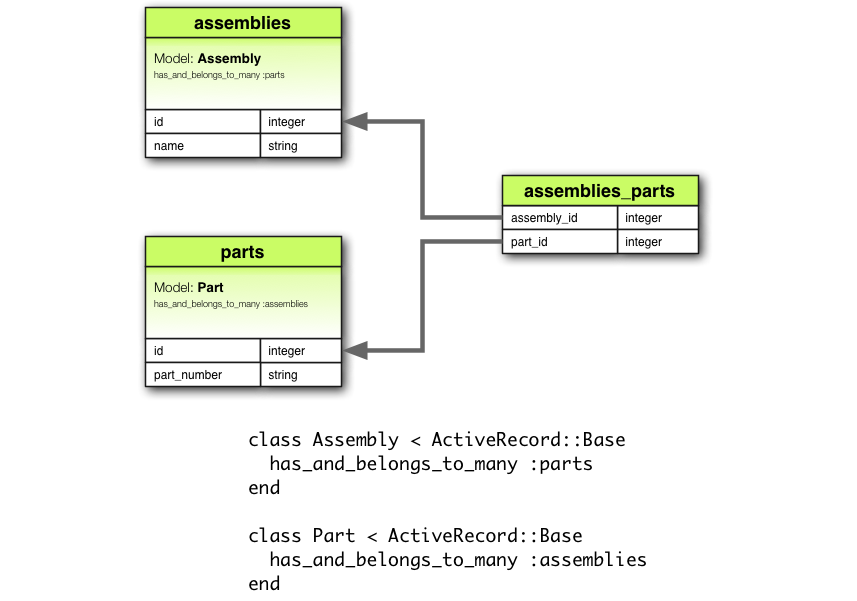 assemblies
Model: Assembly
has_and_belongs_to_many :parts
id integer
name string
assemblies_parts
assembly_id integer
part_id integer
parts
Model: Part
has_and_belongs_to_many :assemblies
id integer
part_number string
class Assembly < ActiveRecord::Base
  has_and_belongs_to_many :parts
end
class Part < ActiveRecord::Base
  has_and_belongs_to_many :assemblies
end